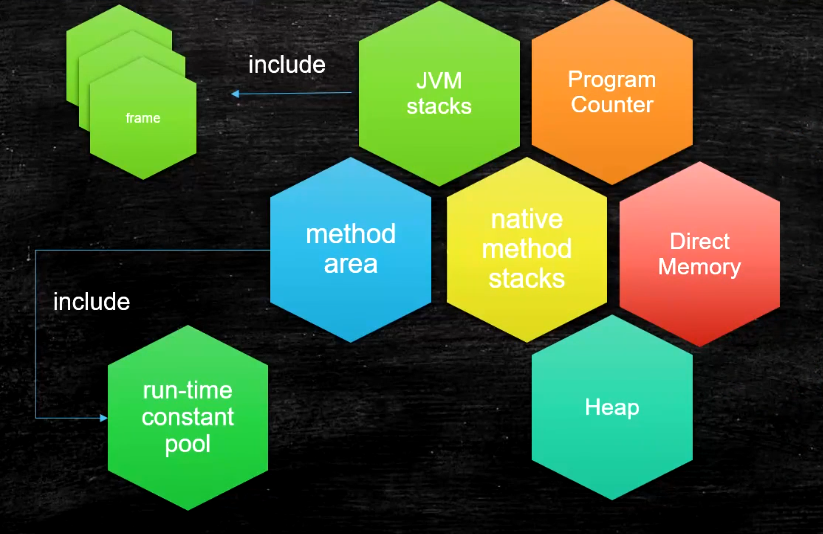 include
JVM
stacks
Program
Counter
frame
method
area
native
method
stacks
Direct
Memory
include
run-time
constant
pool
Heap